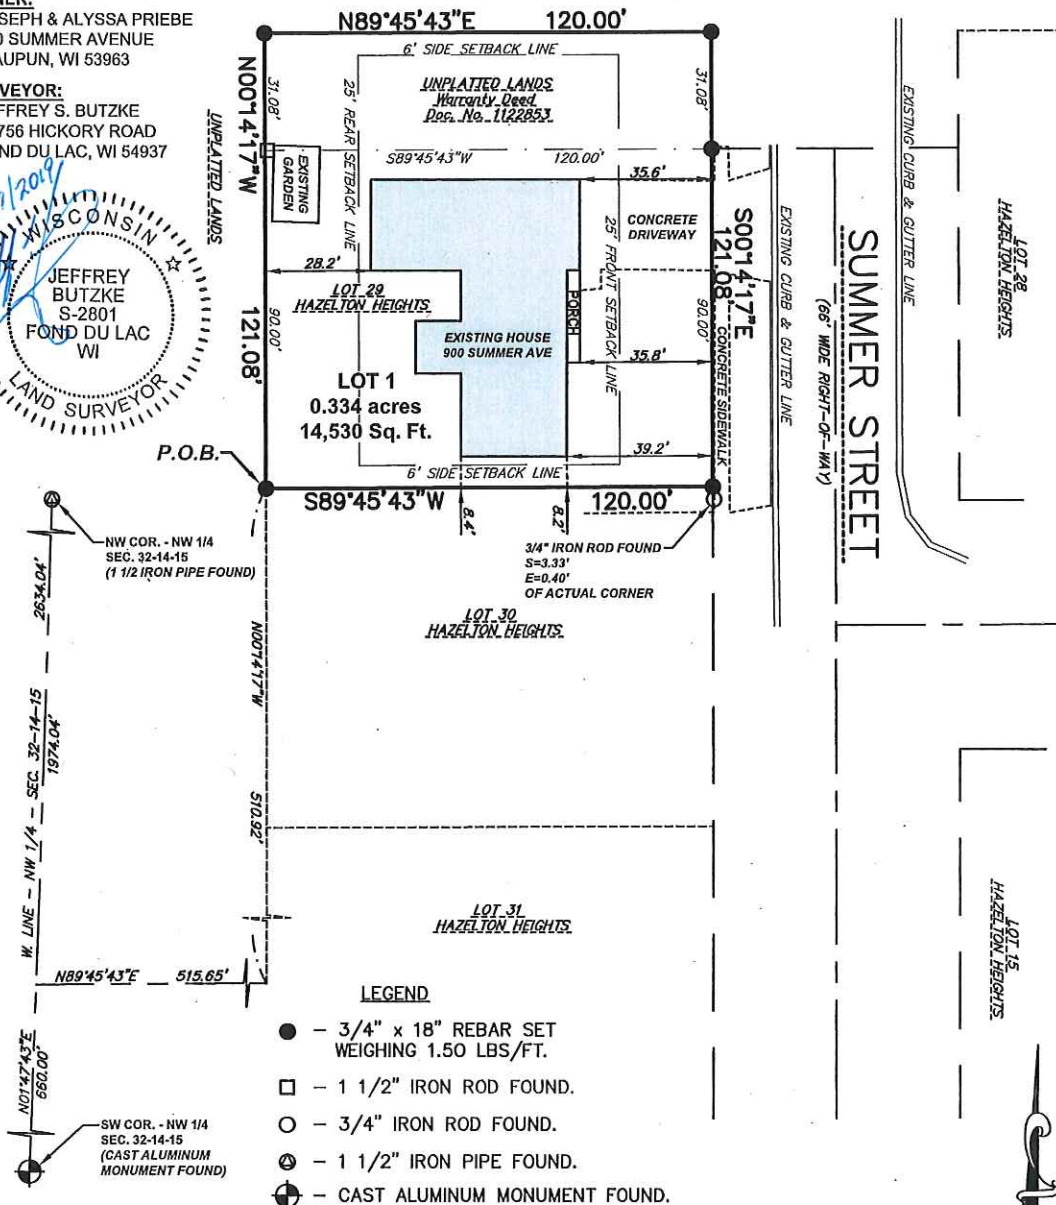 SEPH & ALYSSA PRIEBE
0 SUMMER AVENUE
AUPUN, WI 53963
VEYOR:
FFREY S. BUTZKE
756 HICKORY ROAD
ND DU LAC, WI 54937
/2019
WISCONSIN
JEFFREY
BUTZKE
S-2801
FOND DU LAC
WI
LAND SURVEYOR
N89°45'43"E 120.00'
6' SIDE SETBACK LINE
UNPLATTED LANDS
Warranty Deed
Doc. No. 1122853
N00°14'17"W
121.08'
31.08'
90.00'
UNPLATTED LANDS
25' REAR SETBACK LINE
EXISTING
GARDEN
S89°45'43"W 120.00'
31.08'
35.6'
CONCRETE
DRIVEWAY
25' FRONT SETBACK LINE
S00°14'17"E
121.08'
90.00'
28.2'
LOT 29
HAZELTON HEIGHTS
PORCH
EXISTING HOUSE
900 SUMMER AVE
35.8'
CONCRETE SIDEWALK
LOT 1
0.334 acres
14,530 Sq. Ft.
39.2'
P.O.B.
6' SIDE SETBACK LINE
S89°45'43"W 120.00'
8.4'
8.2'
EXISTING CURB & GUTTER LINE
SUMMER STREET
(66' WIDE RIGHT-OF-WAY)
EXISTING CURB & GUTTER LINE
LOT 28
HAZELTON HEIGHTS
NW COR. - NW 1/4
SEC. 32-14-15
(1 1/2 IRON PIPE FOUND)
3/4" IRON ROD FOUND
S=3.33'
E=0.40'
OF ACTUAL CORNER
LOT 30
HAZELTON HEIGHTS
2634.04'
W. LINE - NW 1/4 - SEC. 32-14-15
1974.04'
N00°14'17"W
510.92'
LOT 31
HAZELTON HEIGHTS
LOT 15
HAZELTON HEIGHTS
N89°45'43"E 515.65'
N01°47'43"E
660.00'
SW COR. - NW 1/4
SEC. 32-14-15
(CAST ALUMINUM
MONUMENT FOUND)
LEGEND
- 3/4" x 18" REBAR SET
WEIGHING 1.50 LBS/FT.
- 1 1/2" IRON ROD FOUND.
- 3/4" IRON ROD FOUND.
- 1 1/2" IRON PIPE FOUND.
- CAST ALUMINUM MONUMENT FOUND.